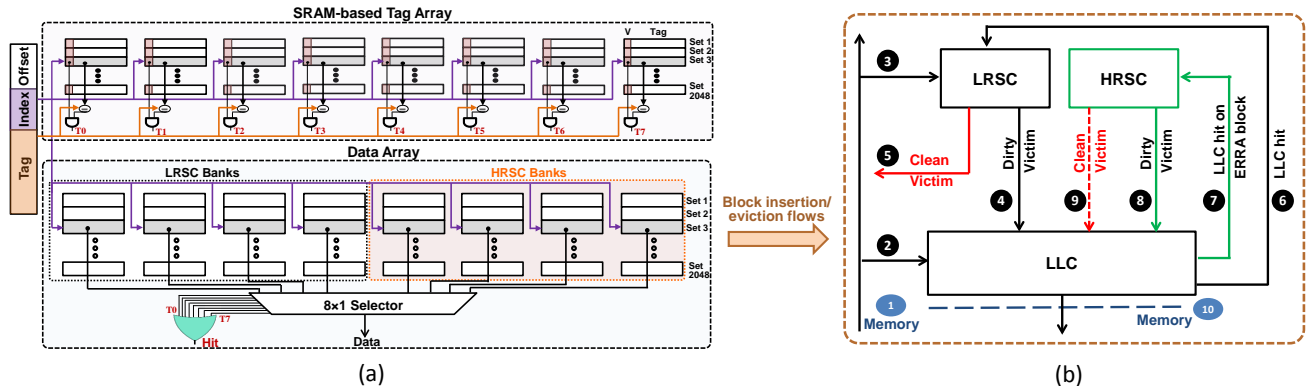 SRAM-based Tag Array
V Tag
Set 1
Set 2
Set 3
Set
2048
Offset
Index
Tag
T0
T1
T2
T3
T4
T5
T6
T7
Data Array
LRSC Banks
HRSC Banks
Set 1
Set 2
Set 3
Set
2048
8×1 Selector
T0
T7
Hit
Data
(a)
Block insertion/
eviction flows
3
LRSC
HRSC
5
Clean
Victim
Dirty
Victim
4
Clean
Victim
9
Dirty
Victim
8
LLC hit on
ERRA block
7
LLC hit
6
2
LLC
1
Memory
Memory
10
(b)